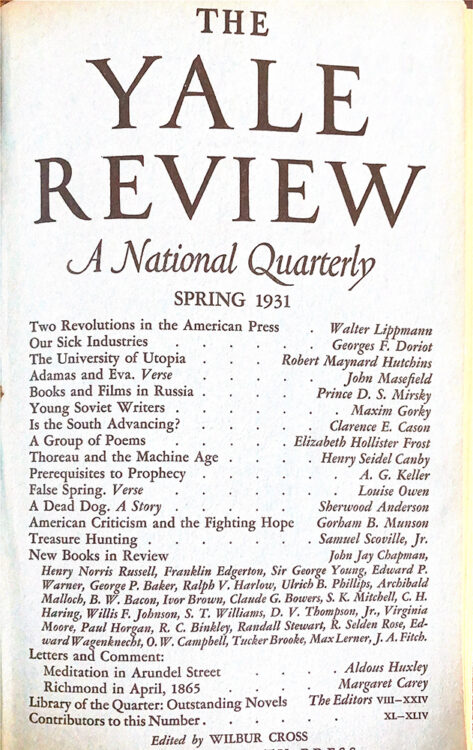 THE
YALE
REVIEW
A National Quarterly
SPRING 1931
Two Revolutions in the American Press . Walter Lippmann
Our Sick Industries . . . . . Georges F. Doriot
The University of Utopia . . . Robert Maynard Hutchins
Adamas and Eva. Verse . . . . John Masefield
Books and Films in Russia . . . . Prince D. S. Mirsky
Young Soviet Writers . . . . . Maxim Gorky
Is the South Advancing? . . . . Clarence E. Cason
A Group of Poems . . . . Elizabeth Hollister Frost
Thoreau and the Machine Age . . . Henry Seidel Canby
Prerequisites to Prophecy . . . . A. G. Keller
False Spring. Verse . . . . . Louise Owen
A Dead Dog. A Story . . . . Sherwood Anderson
American Criticism and the Fighting Hope Gorham B. Munson
Treasure Hunting . . . . . Samuel Scoville, Jr.
New Books in Review . . . . John Jay Chapman,
Henry Norris Russell, Franklin Edgerton, Sir George Young, Edward P.
Warner, George P. Baker, Ralph V. Harlow, Ulrich B. Phillips, Archibald
Malloch, B. W. Bacon, Ivor Brown, Claude G. Bowers, S. K. Mitchell, C. H.
Haring, Willis F. Johnson, S. T. Williams, D. V. Thompson, Jr., Virginia
Moore, Paul Horgan, R. C. Binkley, Randall Stewart, R. Selden Rose, Ed-
ward Wagenknecht, O. W. Campbell, Tucker Brooke, Max Lerner, J. A. Fitch.
Letters and Comment:
Meditation in Arundel Street . . . . Aldous Huxley
Richmond in April, 1865 . . . . Margaret Carey
Library of the Quarter: Outstanding Novels The Editors VIII–XXIV
Contributors to this Number . . . . . XL–XLIV
Edited by WILBUR CROSS